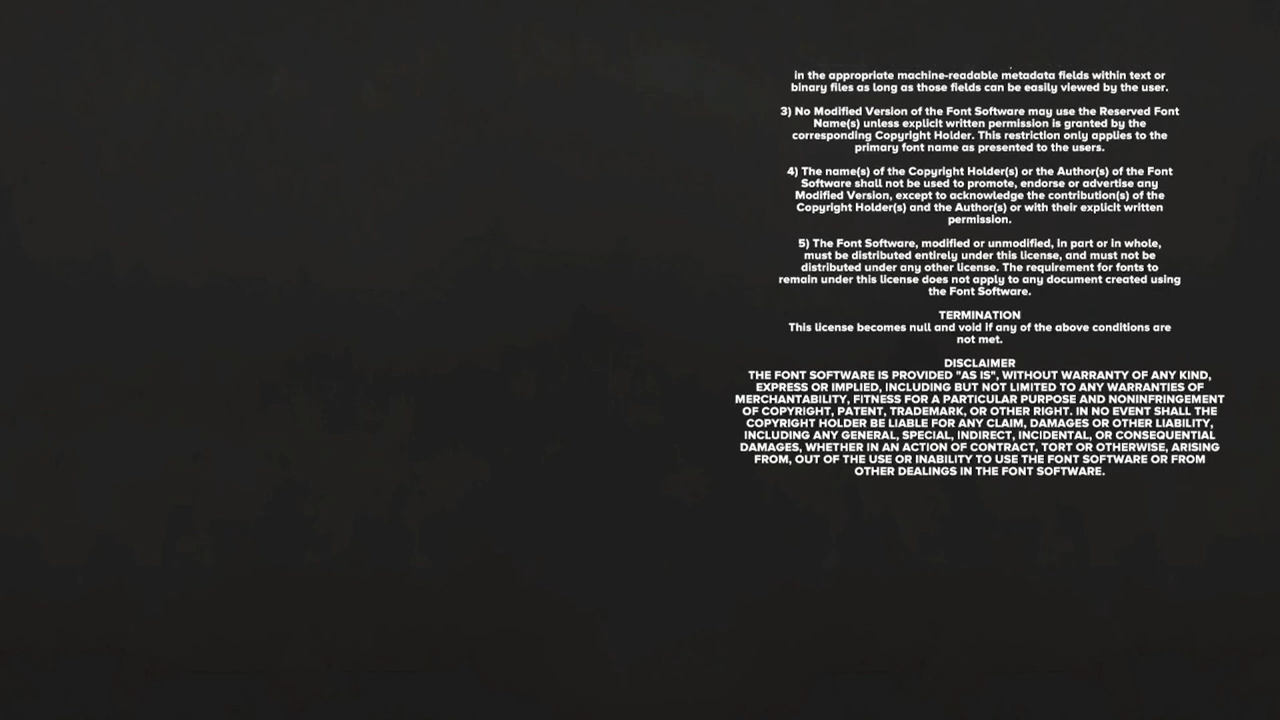 in the appropriate machine-readable metadata fields within text or
binary files as long as those fields can be easily viewed by the user.
3) No Modified Version of the Font Software may use the Reserved Font
Name(s) unless explicit written permission is granted by the
corresponding Copyright Holder. This restriction only applies to the
primary font name as presented to the users.
4) The name(s) of the Copyright Holder(s) or the Author(s) of the Font
Software shall not be used to promote, endorse or advertise any
Modified Version, except to acknowledge the contribution(s) of the
Copyright Holder(s) and the Author(s) or with their explicit written
permission.
5) The Font Software, modified or unmodified, in part or in whole,
must be distributed entirely under this license, and must not be
distributed under any other license. The requirement for fonts to
remain under this license does not apply to any document created using
the Font Software.
TERMINATION
This license becomes null and void if any of the above conditions are
not met.
DISCLAIMER
THE FONT SOFTWARE IS PROVIDED "AS IS", WITHOUT WARRANTY OF ANY KIND,
EXPRESS OR IMPLIED, INCLUDING BUT NOT LIMITED TO ANY WARRANTIES OF
MERCHANTABILITY, FITNESS FOR A PARTICULAR PURPOSE AND NONINFRINGEMENT
OF COPYRIGHT, PATENT, TRADEMARK, OR OTHER RIGHT. IN NO EVENT SHALL THE
COPYRIGHT HOLDER BE LIABLE FOR ANY CLAIM, DAMAGES OR OTHER LIABILITY,
INCLUDING ANY GENERAL, SPECIAL, INDIRECT, INCIDENTAL, OR CONSEQUENTIAL
DAMAGES, WHETHER IN AN ACTION OF CONTRACT, TORT OR OTHERWISE, ARISING
FROM, OUT OF THE USE OR INABILITY TO USE THE FONT SOFTWARE OR FROM
OTHER DEALINGS IN THE FONT SOFTWARE.